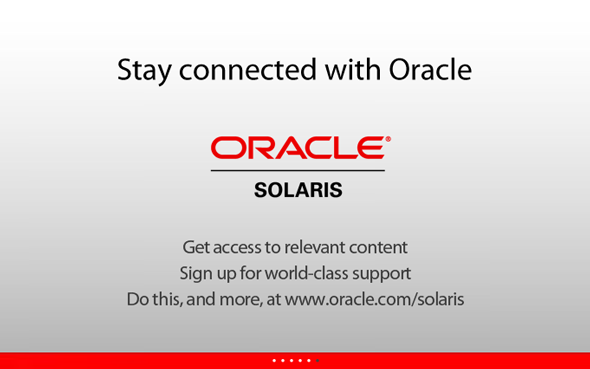 Stay connected with Oracle
ORACLE®
SOLARIS
Get access to relevant content
Sign up for world-class support
Do this, and more, at www.oracle.com/solaris